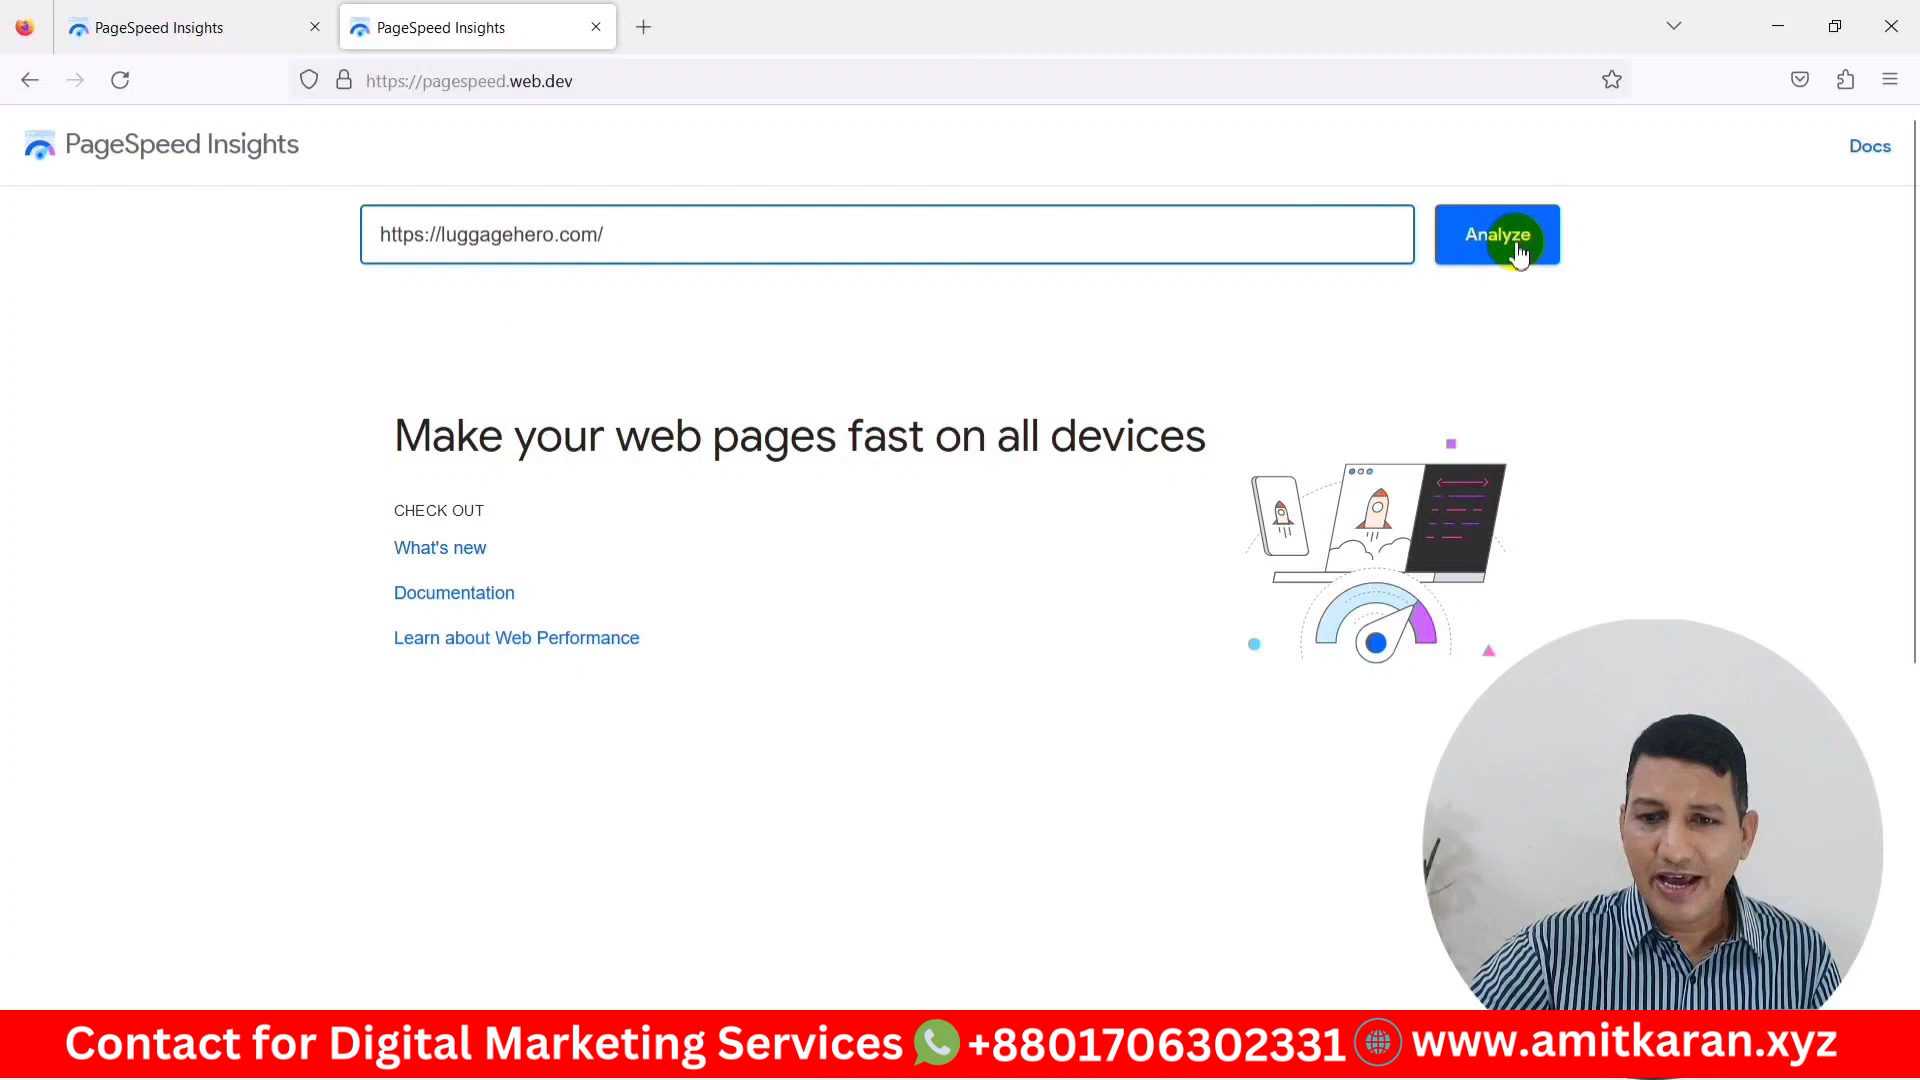 PageSpeed Insights
PageSpeed Insights
https://pagespeed.web.dev
PageSpeed Insights
Docs
https://luggagehero.com/
Analyze
Make your web pages fast on all devices
CHECK OUT
What's new
Documentation
Learn about Web Performance
Contact for Digital Marketing Services +8801706302331 www.amitkaran.xyz